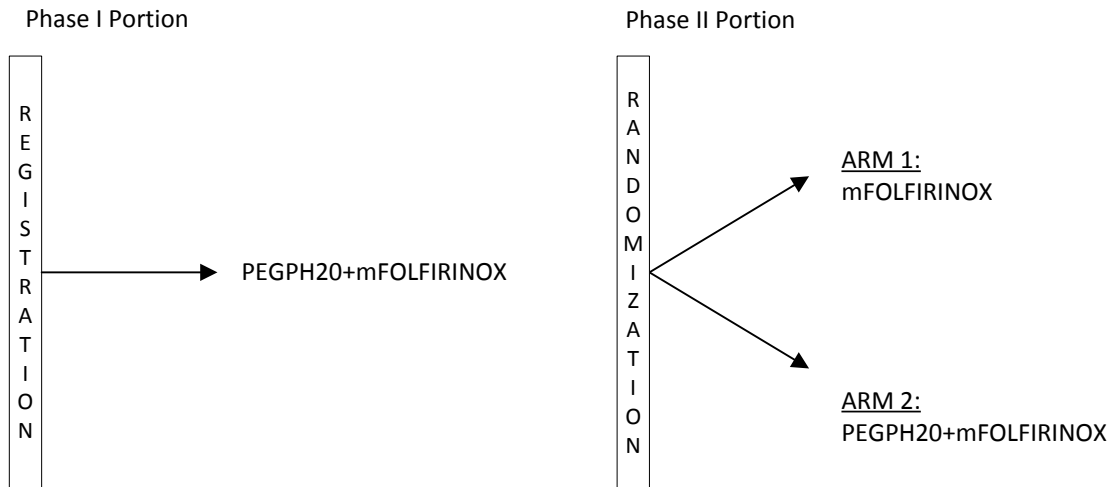 Phase I Portion
REGISTRATION
PEGPH20+mFOLFIRINOX
Phase II Portion
RANDOMIZATION
ARM 1:
mFOLFIRINOX
ARM 2:
PEGPH20+mFOLFIRINOX